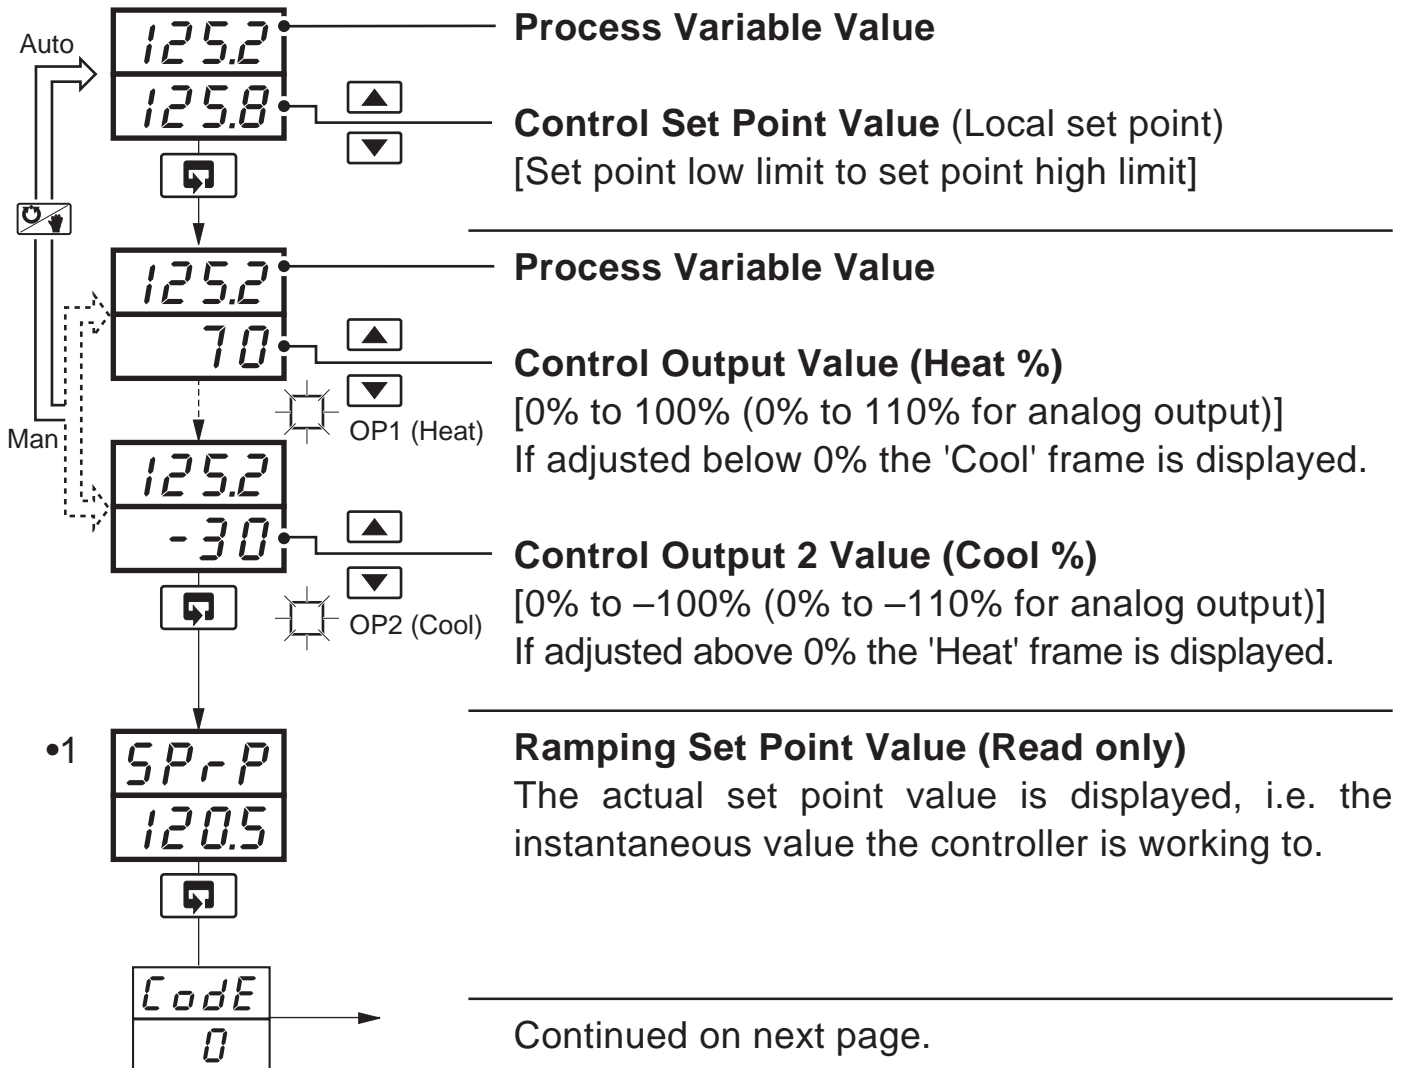 Auto
125.2
Process Variable Value
125.8
Control Set Point Value (Local set point)
[Set point low limit to set point high limit]
125.2
Process Variable Value
70
Control Output Value (Heat %)
[0% to 100% (0% to 110% for analog output)]
OP1 (Heat)
If adjusted below 0% the 'Cool' frame is displayed.
Man
125.2
-30
Control Output 2 Value (Cool %)
[0% to –100% (0% to –110% for analog output)]
OP2 (Cool)
If adjusted above 0% the 'Heat' frame is displayed.
•1
SPrP
Ramping Set Point Value (Read only)
The actual set point value is displayed, i.e. the
120.5
instantaneous value the controller is working to.
CodE
0
Continued on next page.